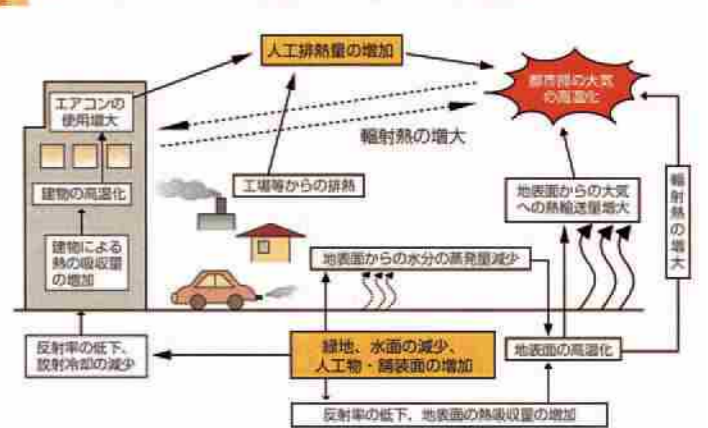 人工排熱量の増加
都市部の大気
の高温化
エアコンの
使用増大
輻射熱の増大
建物の高温化
工場等からの排熱
地表面からの大気
への熱輸送量増大
輻射熱の増大
建物による
熱の吸収量
の増加
地表面からの水分の蒸発量減少
反射率の低下、
放射冷却の減少
緑地、水面の減少、
人工物・舗装面の増加
地表面の高温化
反射率の低下、地表面の熱吸収量の増加